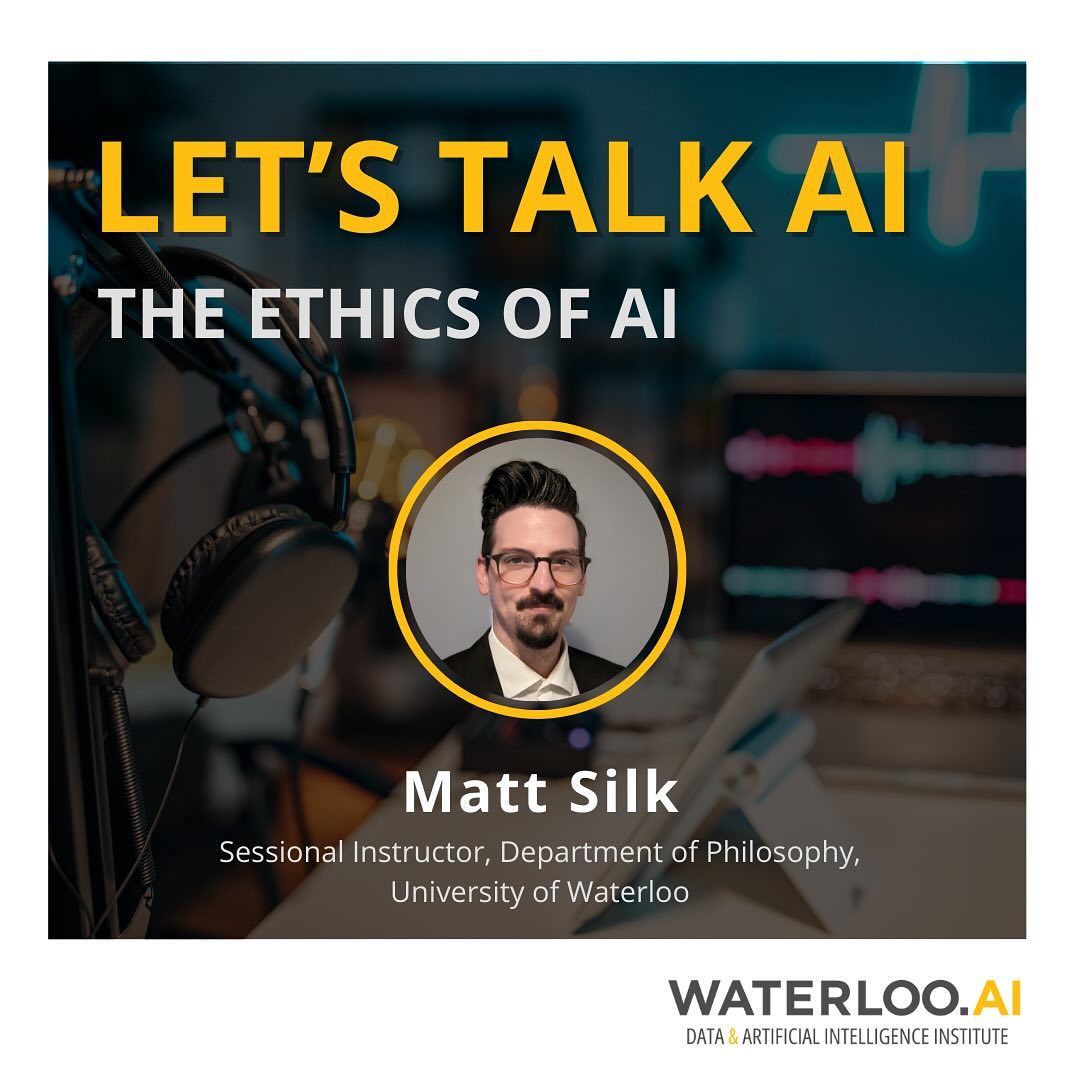 LET’S TALK AI
THE ETHICS OF AI
Matt Silk
Sessional Instructor, Department of Philosophy,
University of Waterloo
WATERLOO.AI
DATA & ARTIFICIAL INTELLIGENCE INSTITUTE